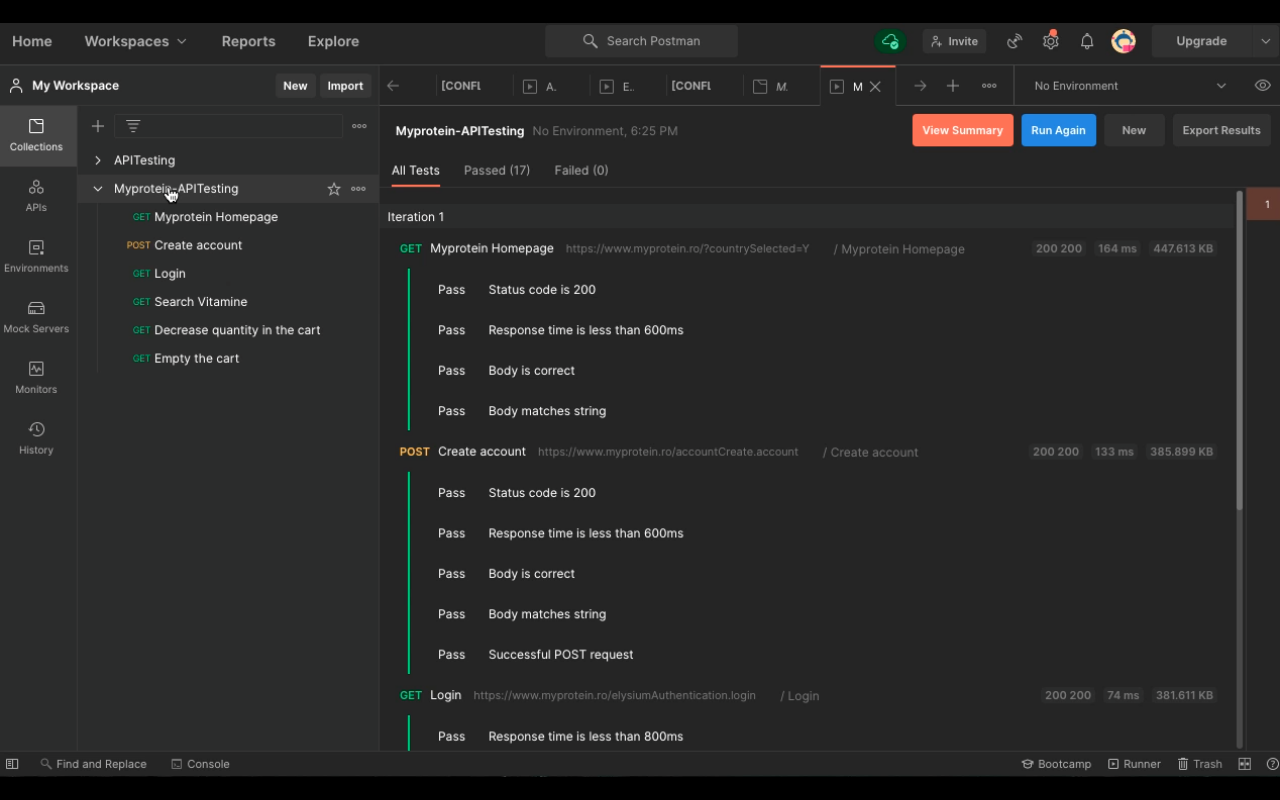 Home Workspaces Reports Explore Search Postman Invite Upgrade
My Workspace New Import [CONFL A. E.. [CONFL M. M No Environment
Collections
APIs
Environments
Mock Servers
Monitors
History
APITesting
Myprotein-APITesting
GET Myprotein Homepage
POST Create account
GET Login
GET Search Vitamine
GET Decrease quantity in the cart
GET Empty the cart
Myprotein-APITesting No Environment, 6:25 PM View Summary Run Again New Export Results
All Tests Passed (17) Failed (0)
1
Iteration 1
GET Myprotein Homepage https://www.myprotein.ro/?countrySelected=Y / Myprotein Homepage 200 200 164 ms 447.613 KB
Pass Status code is 200
Pass Response time is less than 600ms
Pass Body is correct
Pass Body matches string
POST Create account https://www.myprotein.ro/accountCreate.account / Create account 200 200 133 ms 385.899 KB
Pass Status code is 200
Pass Response time is less than 600ms
Pass Body is correct
Pass Body matches string
Pass Successful POST request
GET Login https://www.myprotein.ro/elysiumAuthentication.login / Login 200 200 74 ms 381.611 KB
Pass Response time is less than 800ms
Find and Replace Console Bootcamp Runner Trash